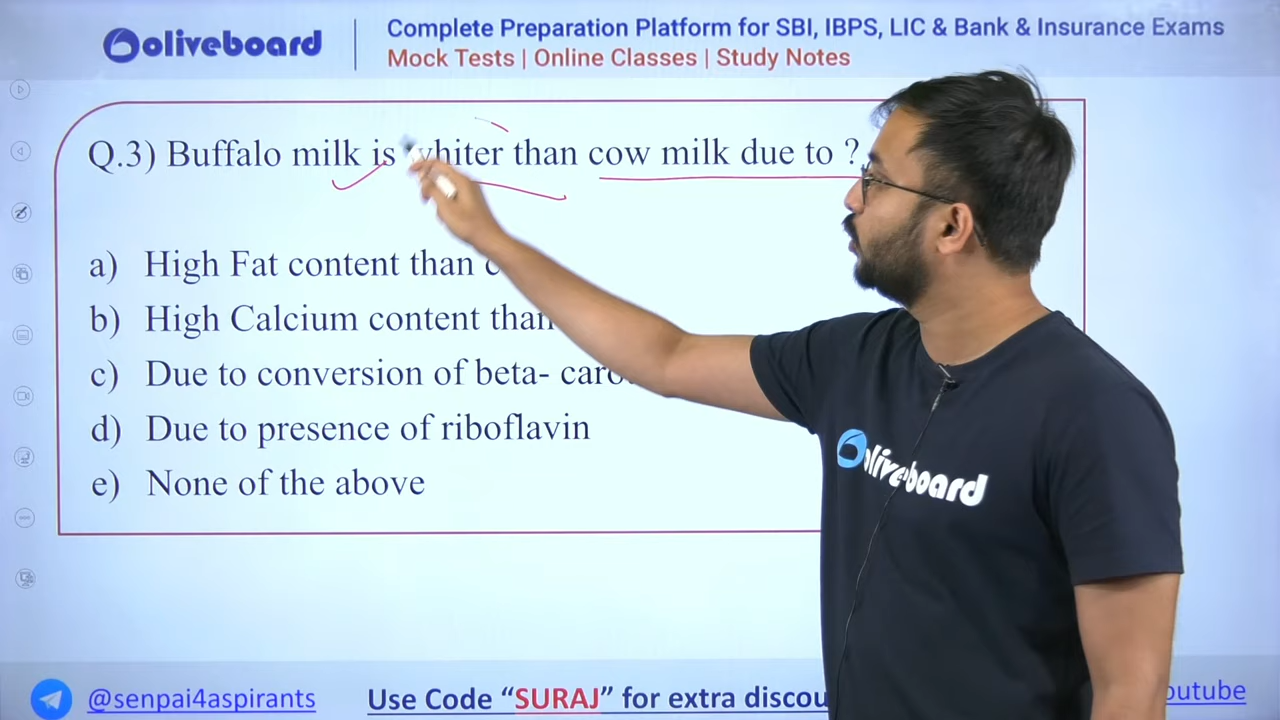 oliveboard
Complete Preparation Platform for SBI, IBPS, LIC & Bank & Insurance Exams
Mock Tests | Online Classes | Study Notes
Q.3) Buffalo milk is whiter than cow milk due to ?
a) High Fat content than
b) High Calcium content than
c) Due to conversion of beta-
d) Due to presence of riboflavin
e) None of the above
oliveboard
@senpai4aspirants
Use Code “SURAJ” for extra